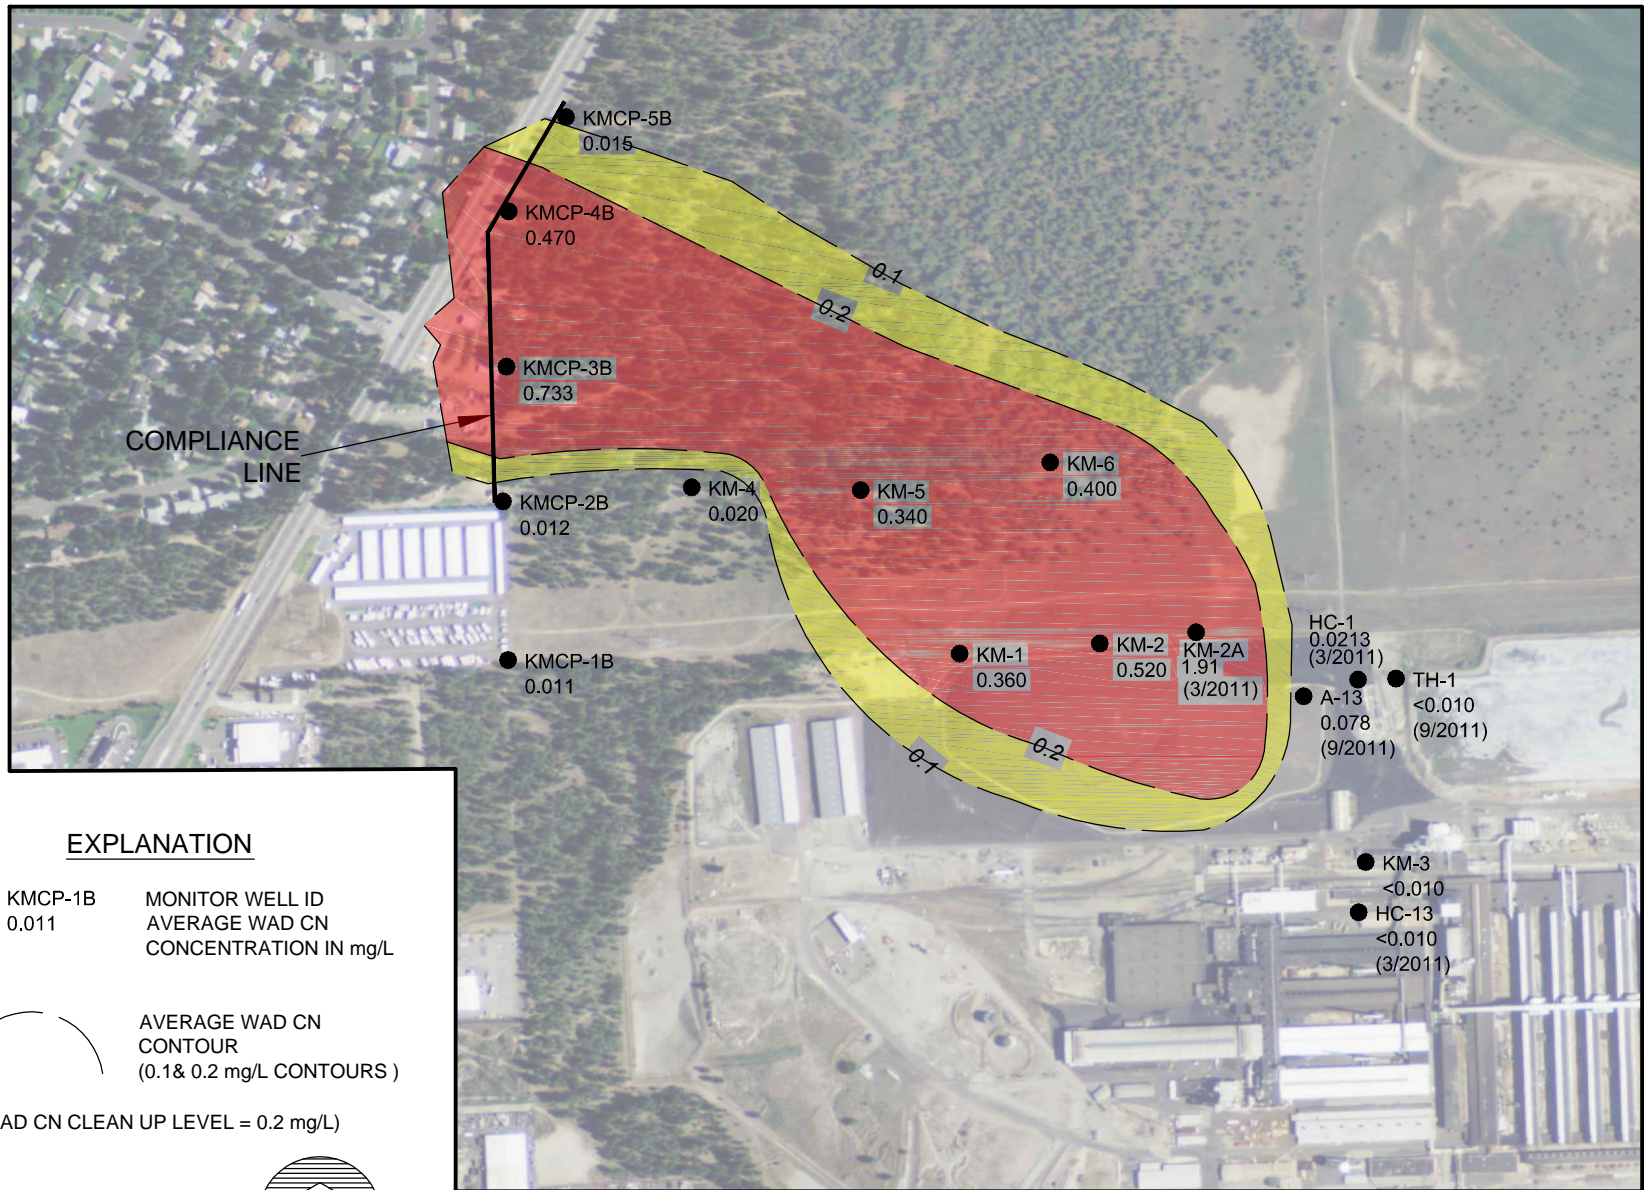 KMCP-5B
0.015
KMCP-4B
0.470
0.1
0.2
KMCP-3B
0.733
COMPLIANCE
LINE
KM-6
0.400
KM-4
0.020
KM-5
0.340
KMCP-2B
0.012
HC-1
0.0213
(3/2011)
KM-1
0.360
KM-2
0.520
KM-2A
1.91
(3/2011)
KMCP-1B
0.011
TH-1
<0.010
(9/2011)
A-13
0.078
(9/2011)
0.2
0.1
KM-3
<0.010
HC-13
<0.010
(3/2011)
EXPLANATION
KMCP-1B MONITOR WELL ID
0.011 AVERAGE WAD CN
CONCENTRATION IN mg/L
AVERAGE WAD CN
CONTOUR
(0.1& 0.2 mg/L CONTOURS )
AD CN CLEAN UP LEVEL = 0.2 mg/L)